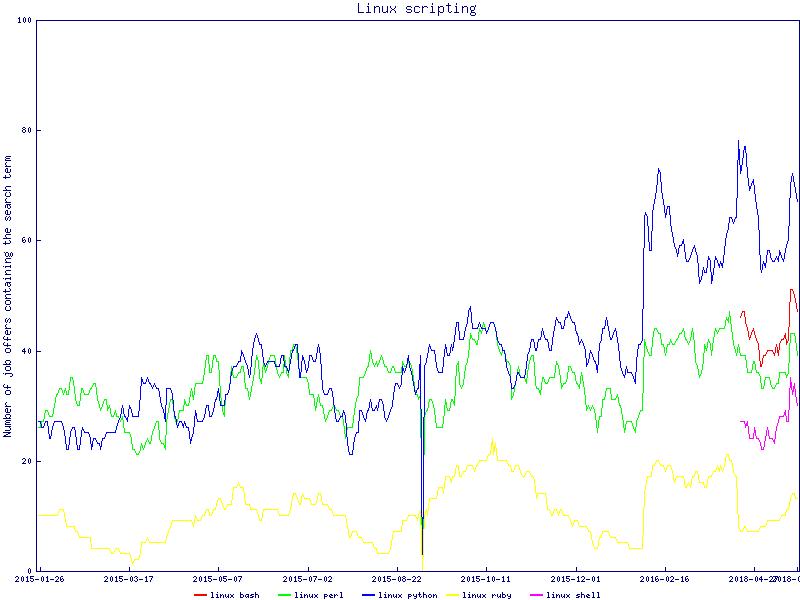 Linux scripting
Number of job offers containing the search term
100
80
60
40
20
0
2015-01-26 2015-03-17 2015-05-07 2015-07-02 2015-08-22 2015-10-11 2015-12-01 2016-02-16 2018-04-27
linux bash linux perl linux python linux ruby linux shell